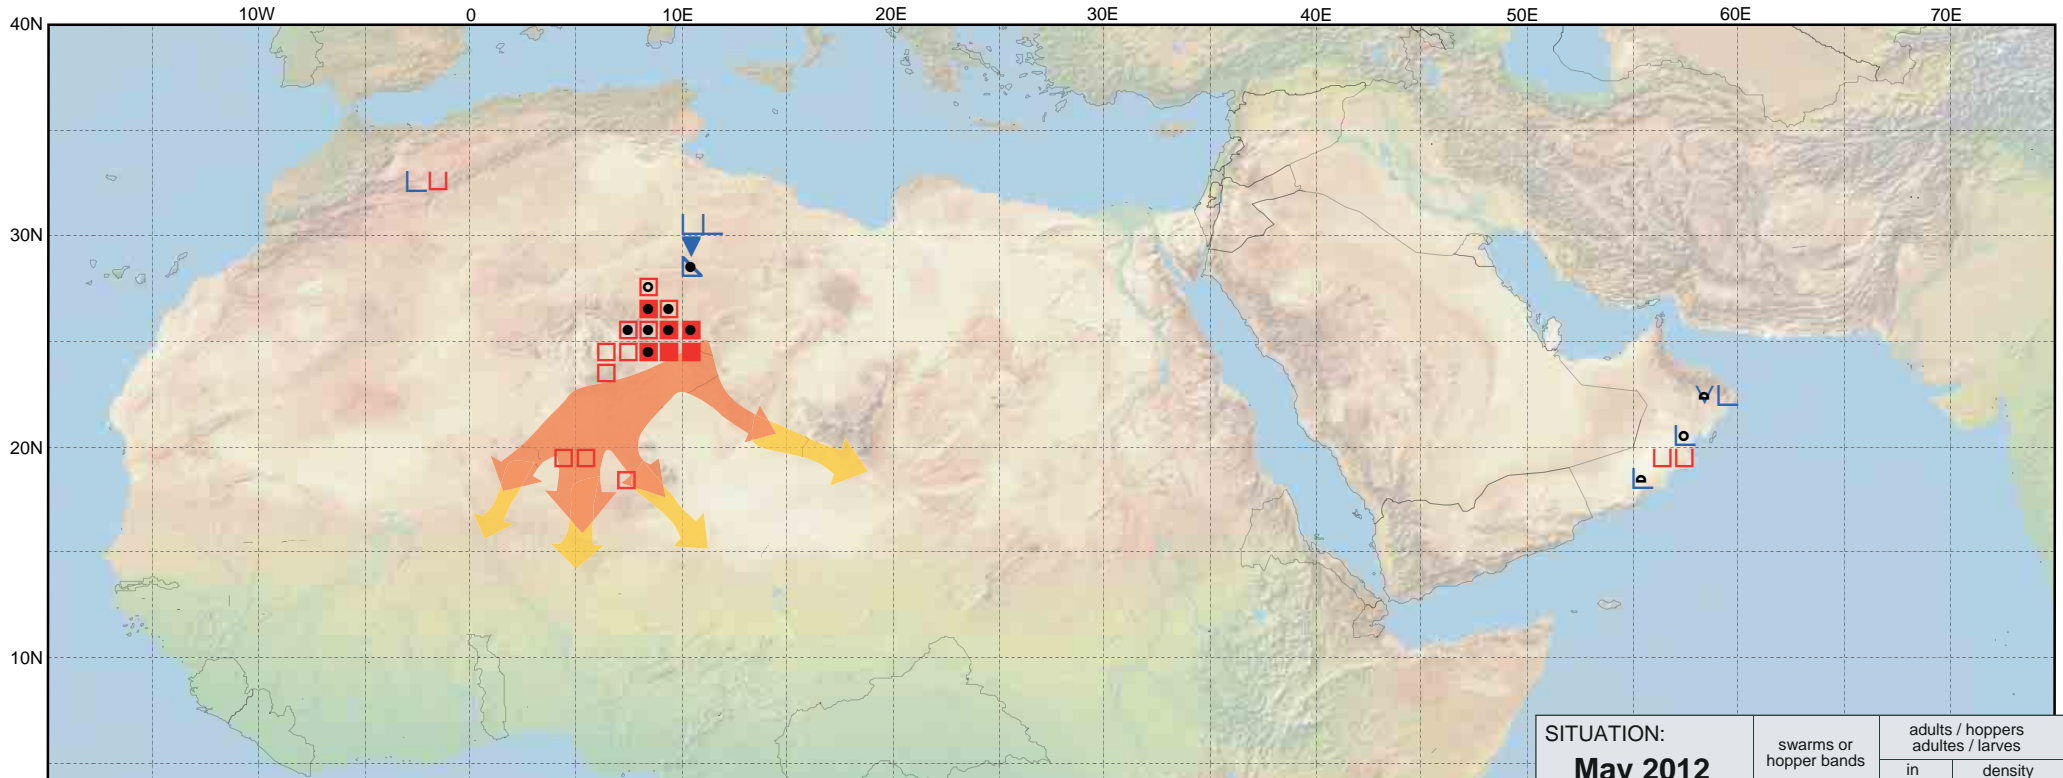 10W 0 10E 20E 30E 40E 50E 60E 70E
40N
30N
20N
10N
SITUATION:
May 2012
swarms or
hopper bands
adults / hoppers
adultes / larves
in density